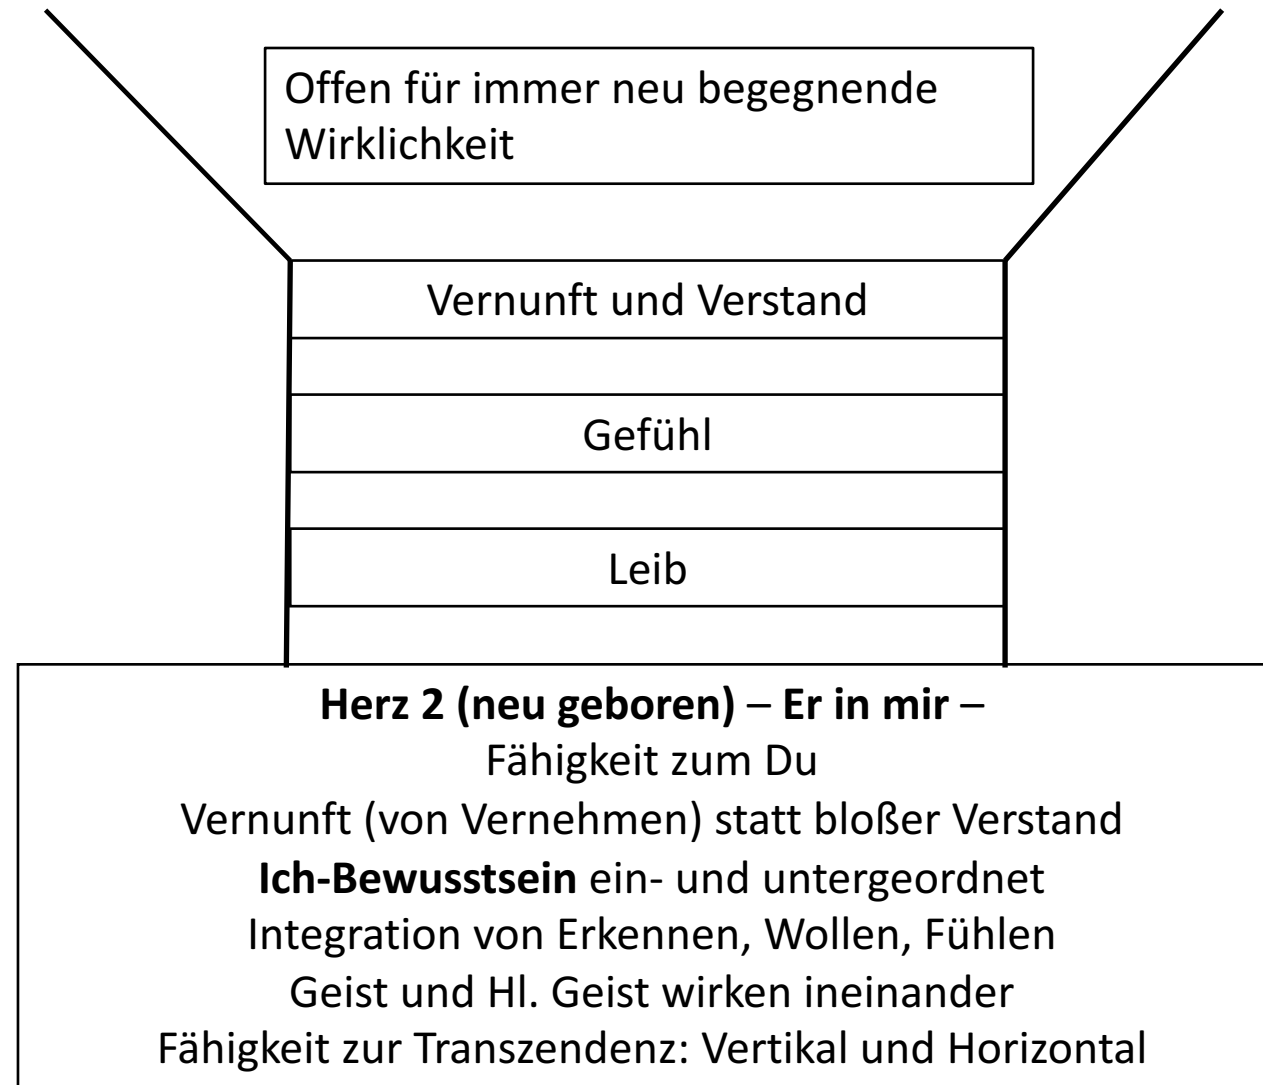 Offen für immer neu begegnende
Wirklichkeit
Vernunft und Verstand
Gefühl
Leib
Herz 2 (neu geboren) – Er in mir –
Fähigkeit zum Du
Vernunft (von Vernehmen) statt bloßer Verstand
Ich-Bewusstsein ein- und untergeordnet
Integration von Erkennen, Wollen, Fühlen
Geist und Hl. Geist wirken ineinander
Fähigkeit zur Transzendenz: Vertikal und Horizontal